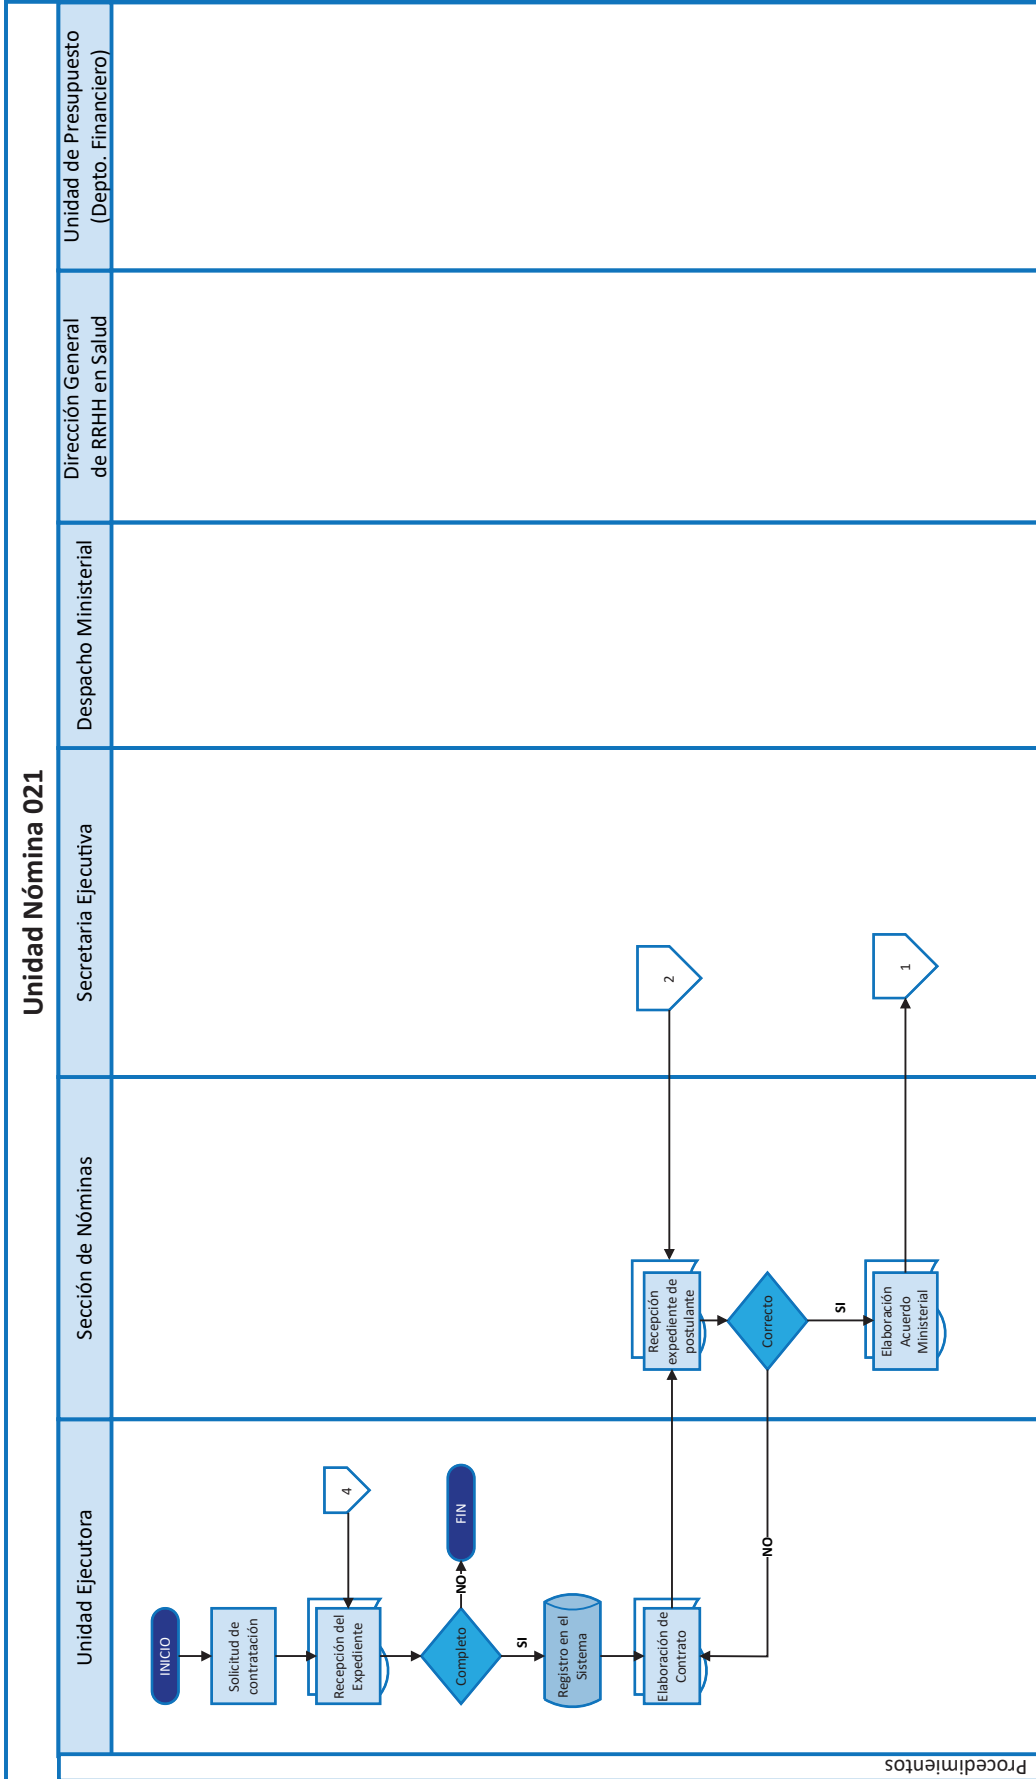 Unidad Nómina 021
Procedimientos
Unidad Ejecutora
Sección de Nóminas
Secretaria Ejecutiva
Despacho Ministerial
Dirección General
de RRHH en Salud
Unidad de Presupuesto
(Depto. Financiero)
INICIO
Solicitud de
contratación
4
Recepción del
Expediente
Completo
NO
FIN
SI
Registro en el
Sistema
Elaboración de
Contrato
2
Recepción
expediente de
postulante
Correcto
NO
SI
Elaboración
Acuerdo
Ministerial
1